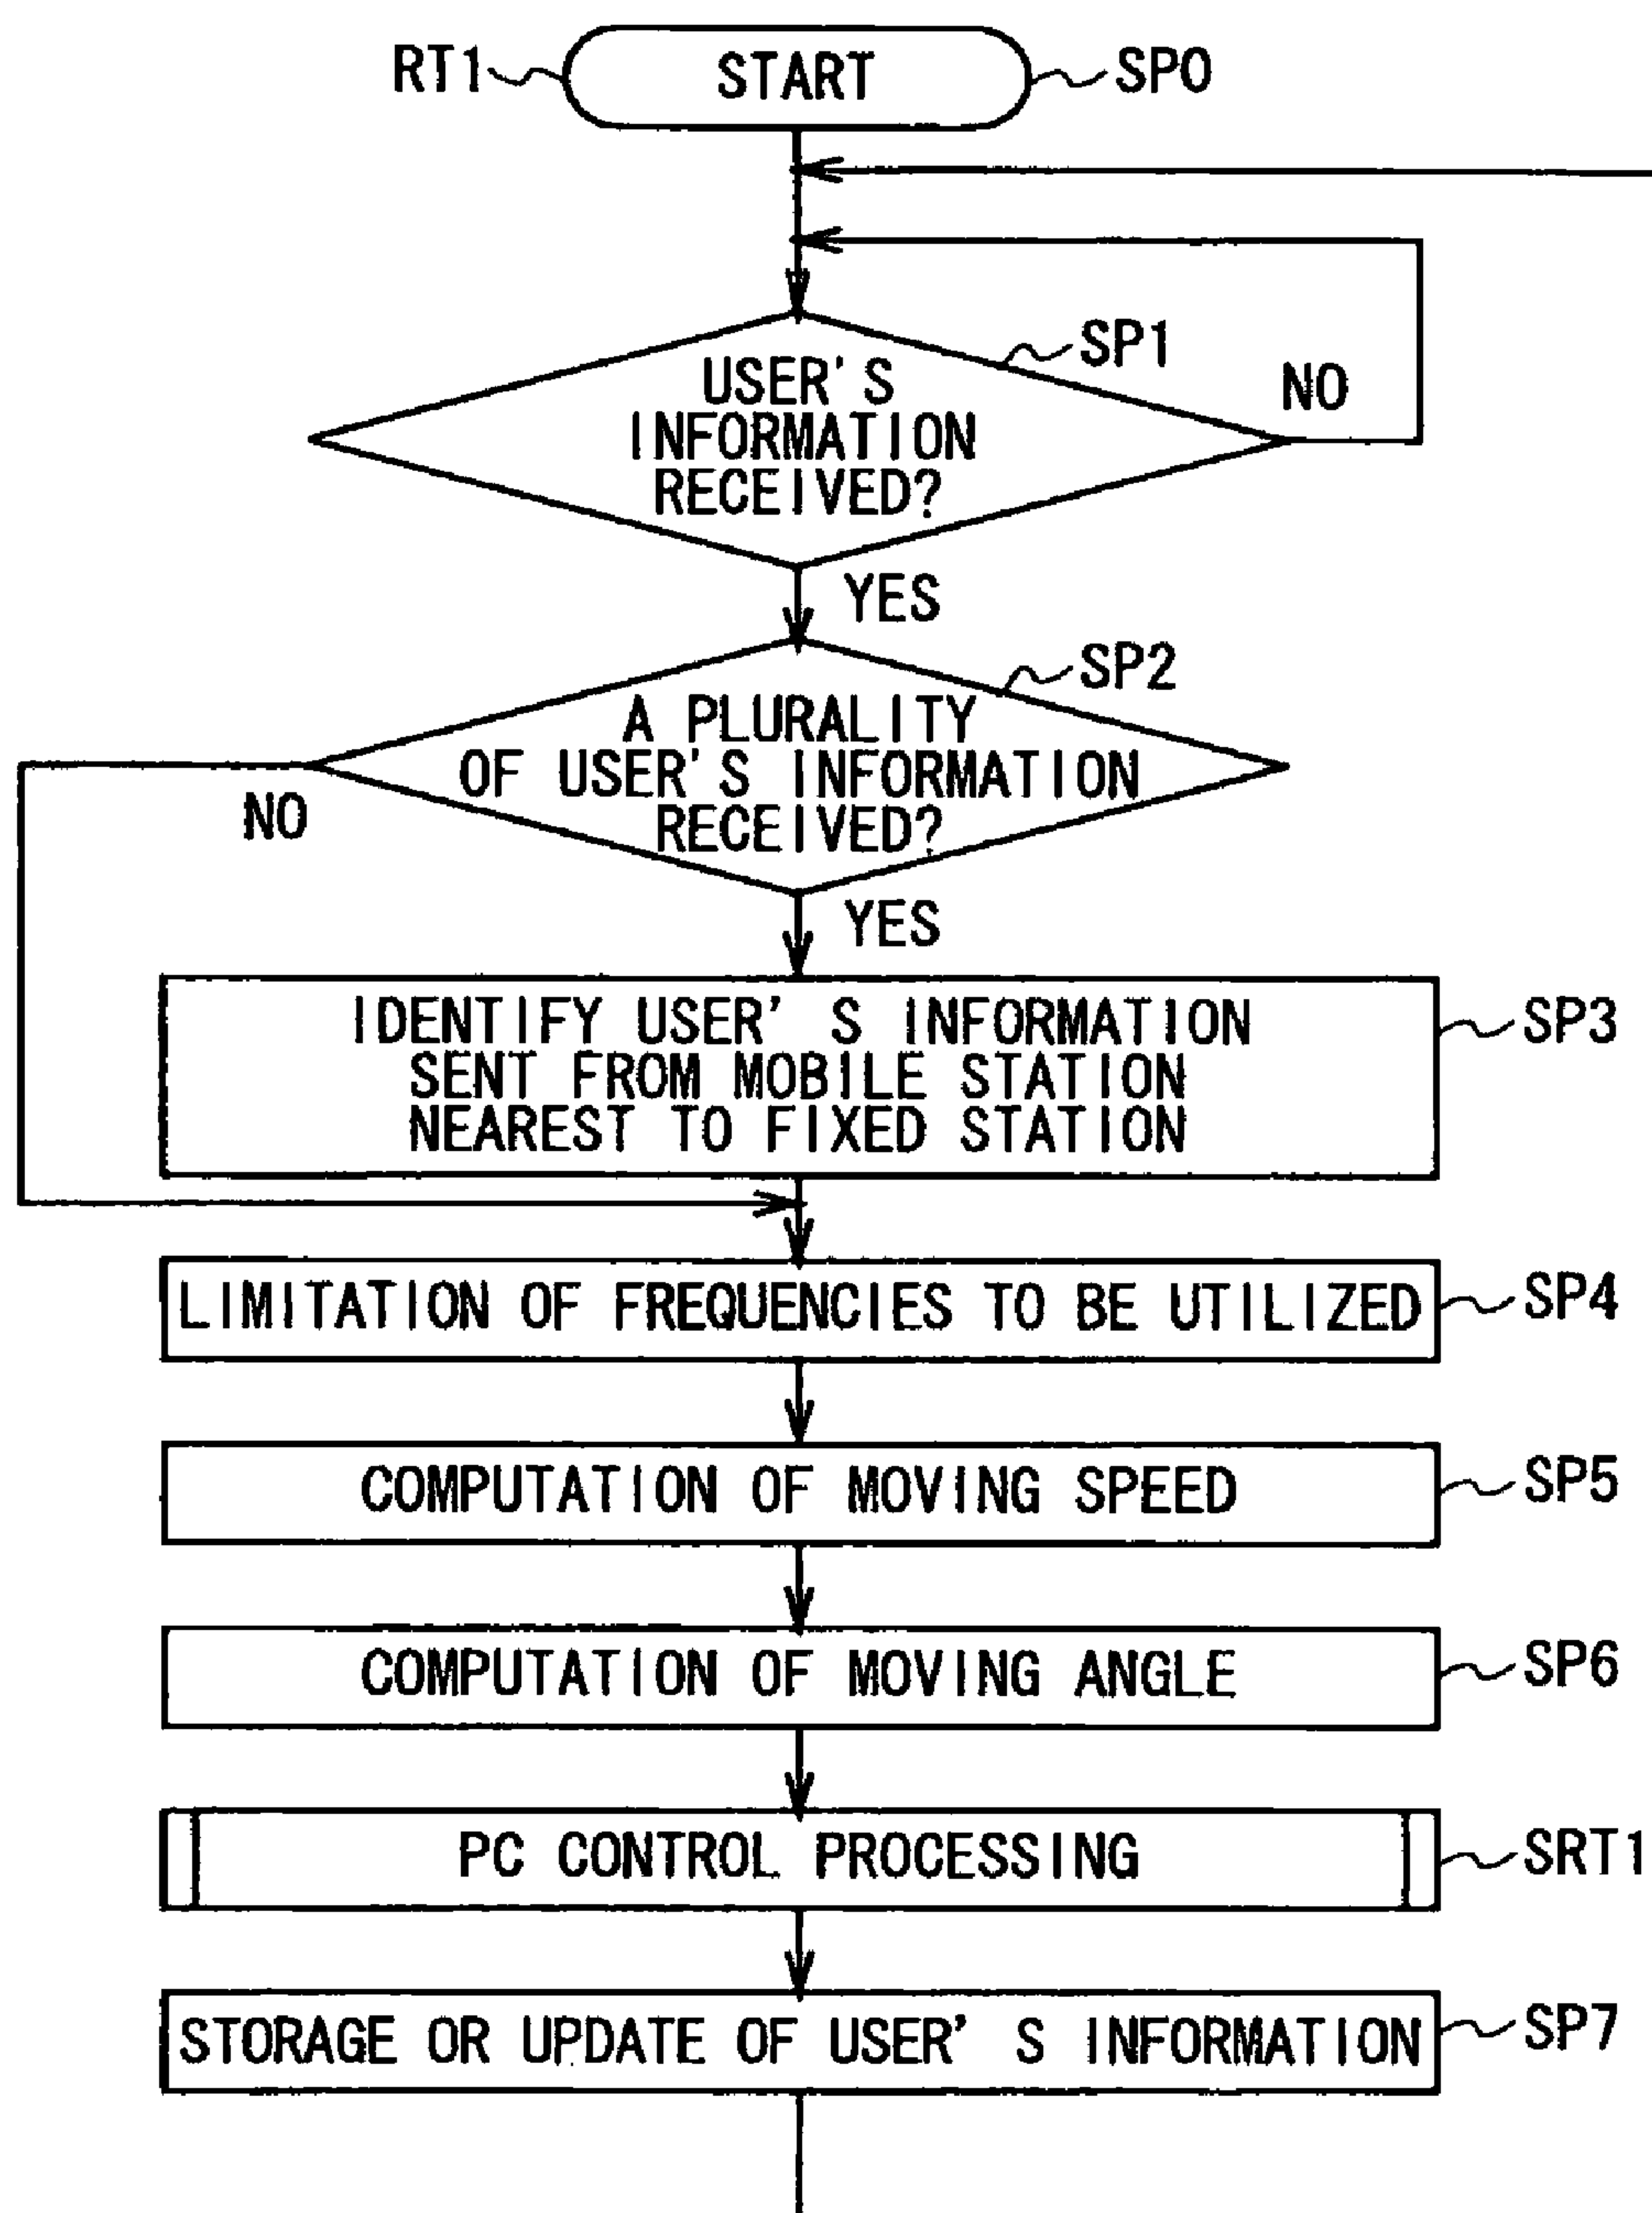 RT1
START
SP0
SP1
USER'S
INFORMATION
RECEIVED?
NO
YES
SP2
A PLURALITY
OF USER'S INFORMATION
RECEIVED?
NO
YES
IDENTIFY USER'S INFORMATION
SENT FROM MOBILE STATION
NEAREST TO FIXED STATION
SP3
LIMITATION OF FREQUENCIES TO BE UTILIZED
SP4
COMPUTATION OF MOVING SPEED
SP5
COMPUTATION OF MOVING ANGLE
SP6
PC CONTROL PROCESSING
SRT1
STORAGE OR UPDATE OF USER'S INFORMATION
SP7